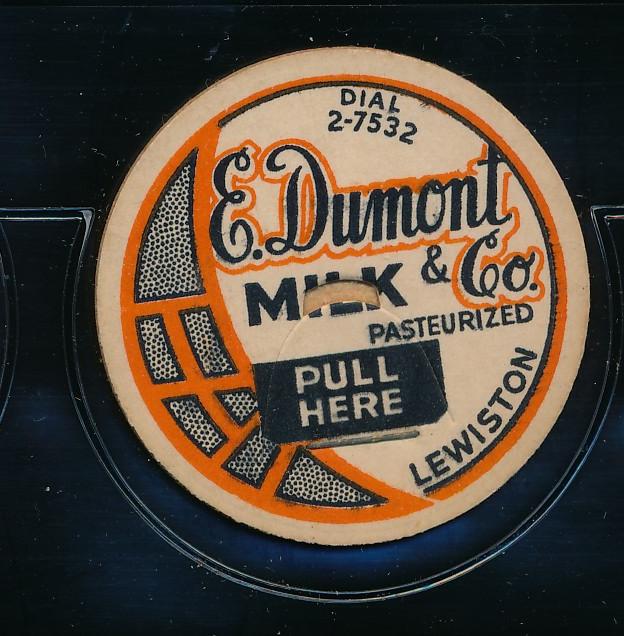 DIAL
2-7532
E. Dumont
& Co.
MILK
PASTEURIZED
PULL
HERE
LEWISTON